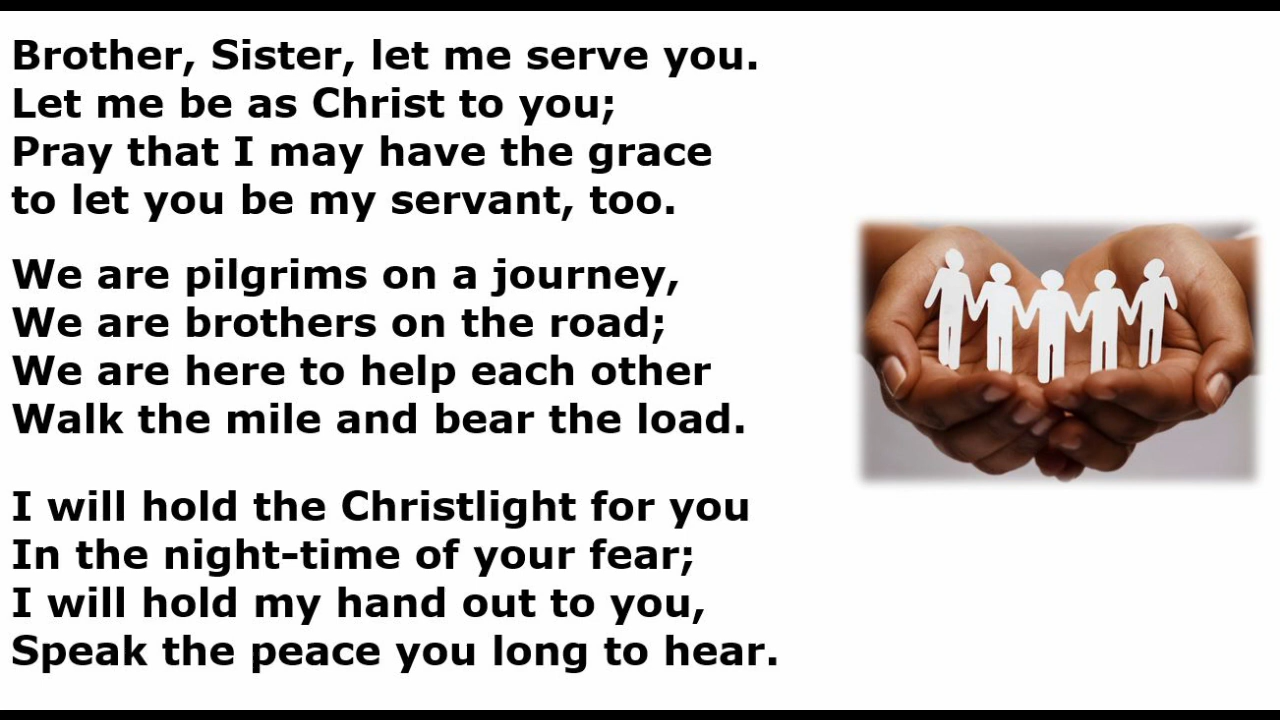 Brother, Sister, let me serve you.
Let me be as Christ to you;
Pray that I may have the grace
to let you be my servant, too.
We are pilgrims on a journey,
We are brothers on the road;
We are here to help each other
Walk the mile and bear the load.
I will hold the Christlight for you
In the night-time of your fear;
I will hold my hand out to you,
Speak the peace you long to hear.